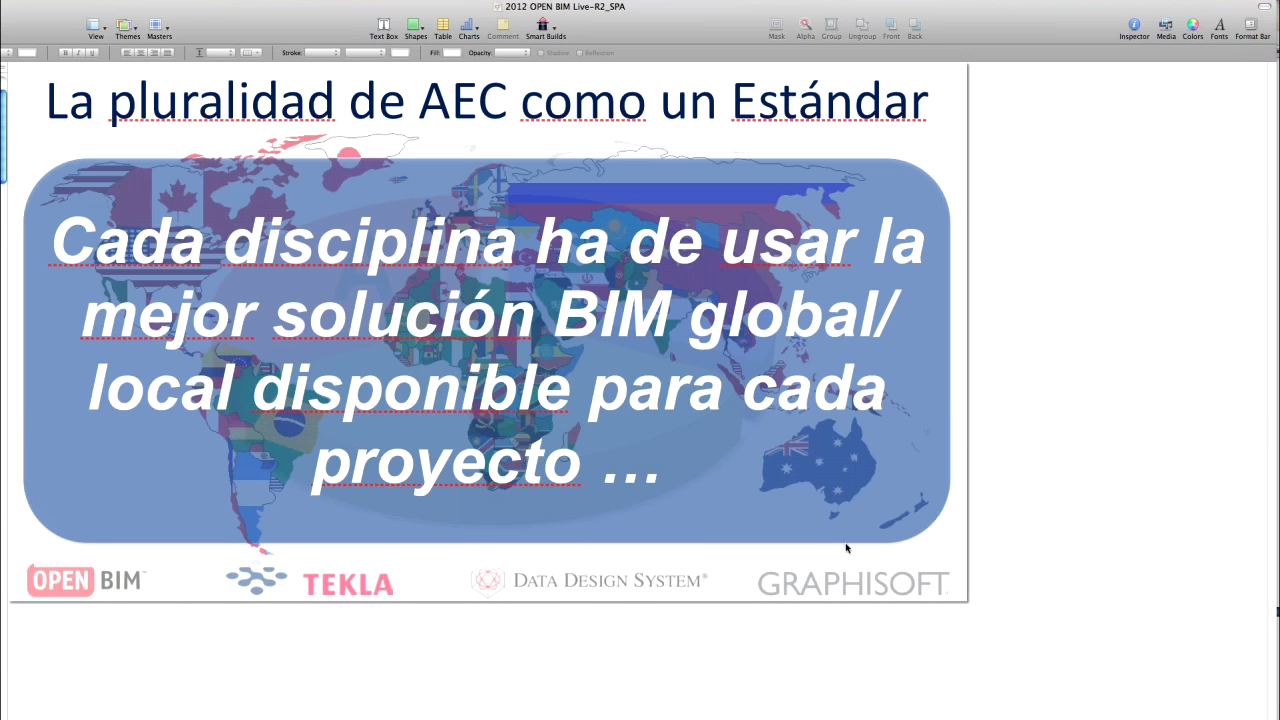 2012 OPEN BIM Live-R2_SPA
View Themes Masters Text Box Shapes Table Charts Comment Smart Builds Mask Alpha Group Ungroup Front Back Inspector Media Colors Fonts Format Bar
B I U Stroke: Fill: Opacity: Shadow Reflection
La pluralidad de AEC como un Estándar
Cada disciplina ha de usar la
mejor solución BIM global/
local disponible para cada
proyecto ...
OPEN BIM™ TEKLA DATA DESIGN SYSTEM® GRAPHISOFT.